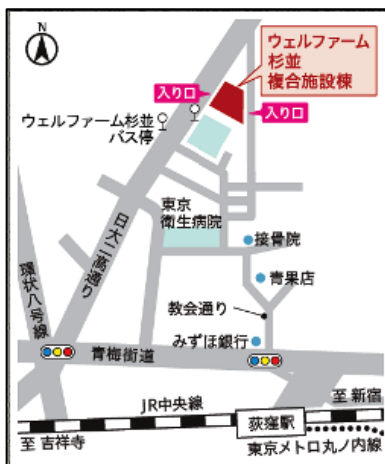 N
ウェルファーム
杉並
複合施設棟
入り口
入り口
ウェルファーム杉並
バス停
東京
衛生病院
日大二高通り
接骨院
環状八号線
青果店
教会通り
みずほ銀行
青梅街道
JR中央線
至 新宿
荻窪駅
至 吉祥寺
東京メトロ丸ノ内線